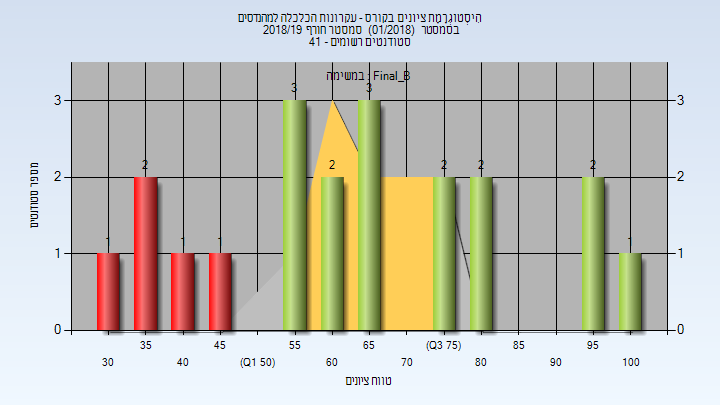 היסטוגרמת ציונים בקורס - עקרונות הכלכלה למהנדסים
בסמסטר (01/2018) סמסטר חורף 2018/19
סטודנטים רשומים - 41
במשימה : Final_B
מספר סטודנטים
3 3
2 2
1 1
0 0
1 2 1 1 3 2 3 2 2 2 1
35 45 55 65 (Q3 75) 85 95
30 40 (Q1 50) 60 70 80 90 100
טווח ציונים